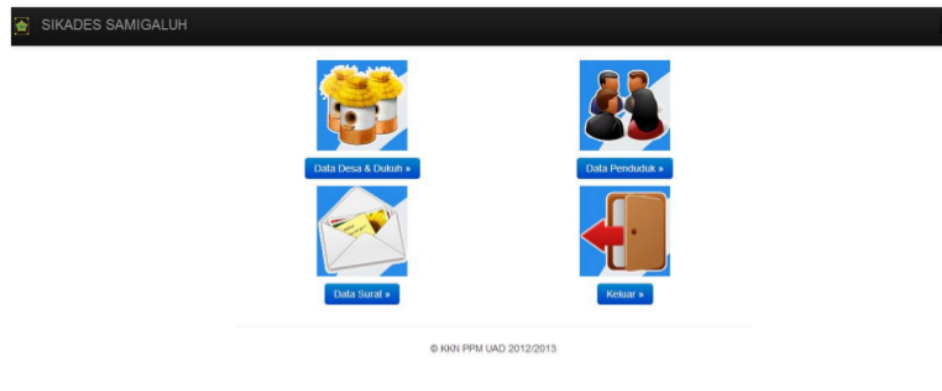 SIKADES SAMIGALUH
Data Desa & Dukuh »
Data Penduduk »
Data Surat »
Keluar »
© KKN PPM UAD 2012/2013